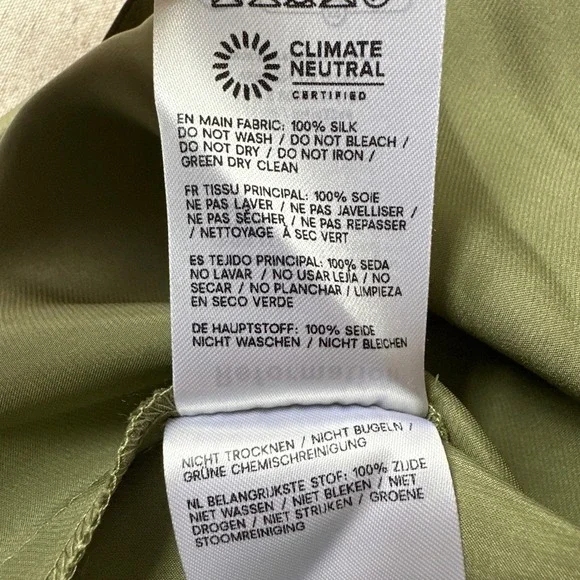 CLIMATE
NEUTRAL
CERTIFIED
EN MAIN FABRIC: 100% SILK
DO NOT WASH / DO NOT BLEACH /
DO NOT DRY / DO NOT IRON /
GREEN DRY CLEAN
FR TISSU PRINCIPAL: 100% SOIE
NE PAS LAVER / NE PAS JAVELLISER /
NE PAS SÉCHER / NE PAS REPASSER
/ NETTOYAGE À SEC VERT
ES TEJIDO PRINCIPAL: 100% SEDA
NO LAVAR / NO USAR LEJÍA / NO
SECAR / NO PLANCHAR / LIMPIEZA
EN SECO VERDE
DE HAUPTSTOFF: 100% SEIDE
NICHT WASCHEN / NICHT BLEICHEN
Reformation
NICHT TROCKNEN / NICHT BÜGELN /
GRÜNE CHEMISCHREINIGUNG
NL BELANGRIJKSTE STOF: 100% ZIJDE
NIET WASSEN / NIET BLEKEN / NIET
DROGEN / NIET STRIJKEN / GROENE
STOOMREINIGING